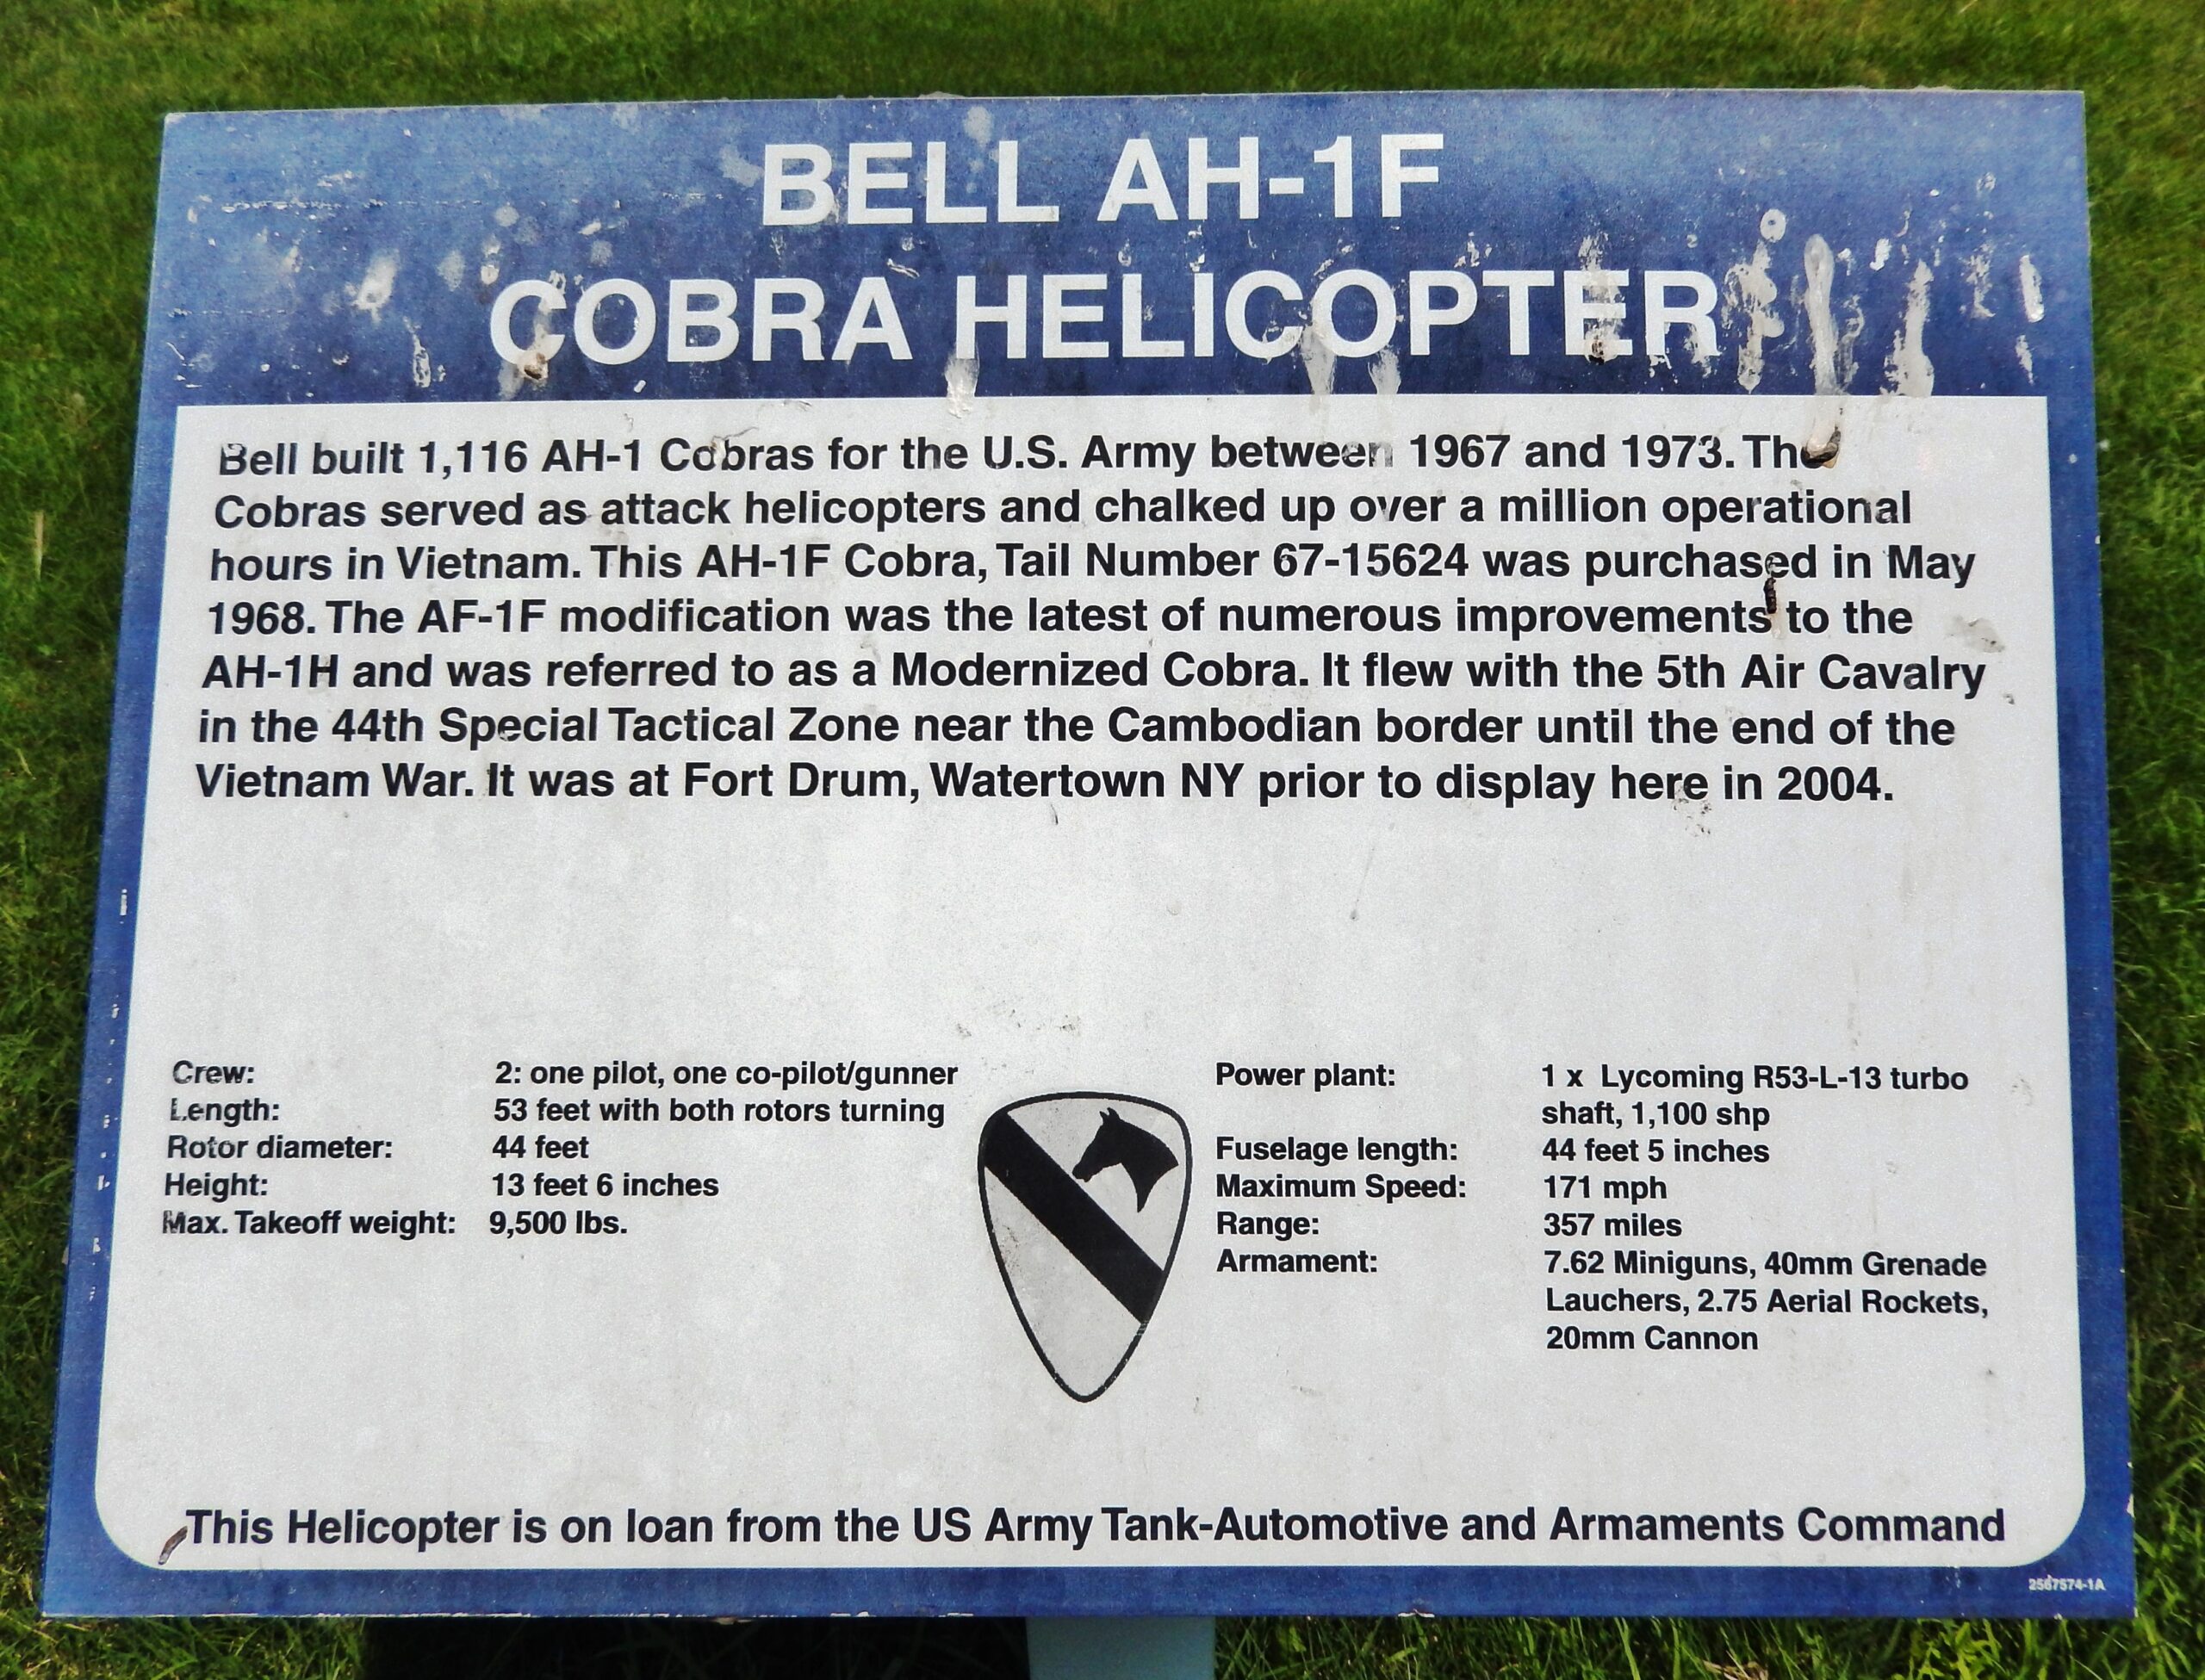 BELL AH-1F
COBRA HELICOPTER
Bell built 1,116 AH-1 Cobras for the U.S. Army between 1967 and 1973. The
Cobras served as attack helicopters and chalked up over a million operational
hours in Vietnam. This AH-1F Cobra, Tail Number 67-15624 was purchased in May
1968. The AF-1F modification was the latest of numerous improvements to the
AH-1H and was referred to as a Modernized Cobra. It flew with the 5th Air Cavalry
in the 44th Special Tactical Zone near the Cambodian border until the end of the
Vietnam War. It was at Fort Drum, Watertown NY prior to display here in 2004.
Crew: 2: one pilot, one co-pilot/gunner
Length: 53 feet with both rotors turning
Rotor diameter: 44 feet
Height: 13 feet 6 inches
Max. Takeoff weight: 9,500 lbs.
Power plant: 1 x Lycoming R53-L-13 turbo
shaft, 1,100 shp
Fuselage length: 44 feet 5 inches
Maximum Speed: 171 mph
Range: 357 miles
Armament: 7.62 Miniguns, 40mm Grenade
Lauchers, 2.75 Aerial Rockets,
20mm Cannon
This Helicopter is on loan from the US Army Tank-Automotive and Armaments Command
2567574-1A